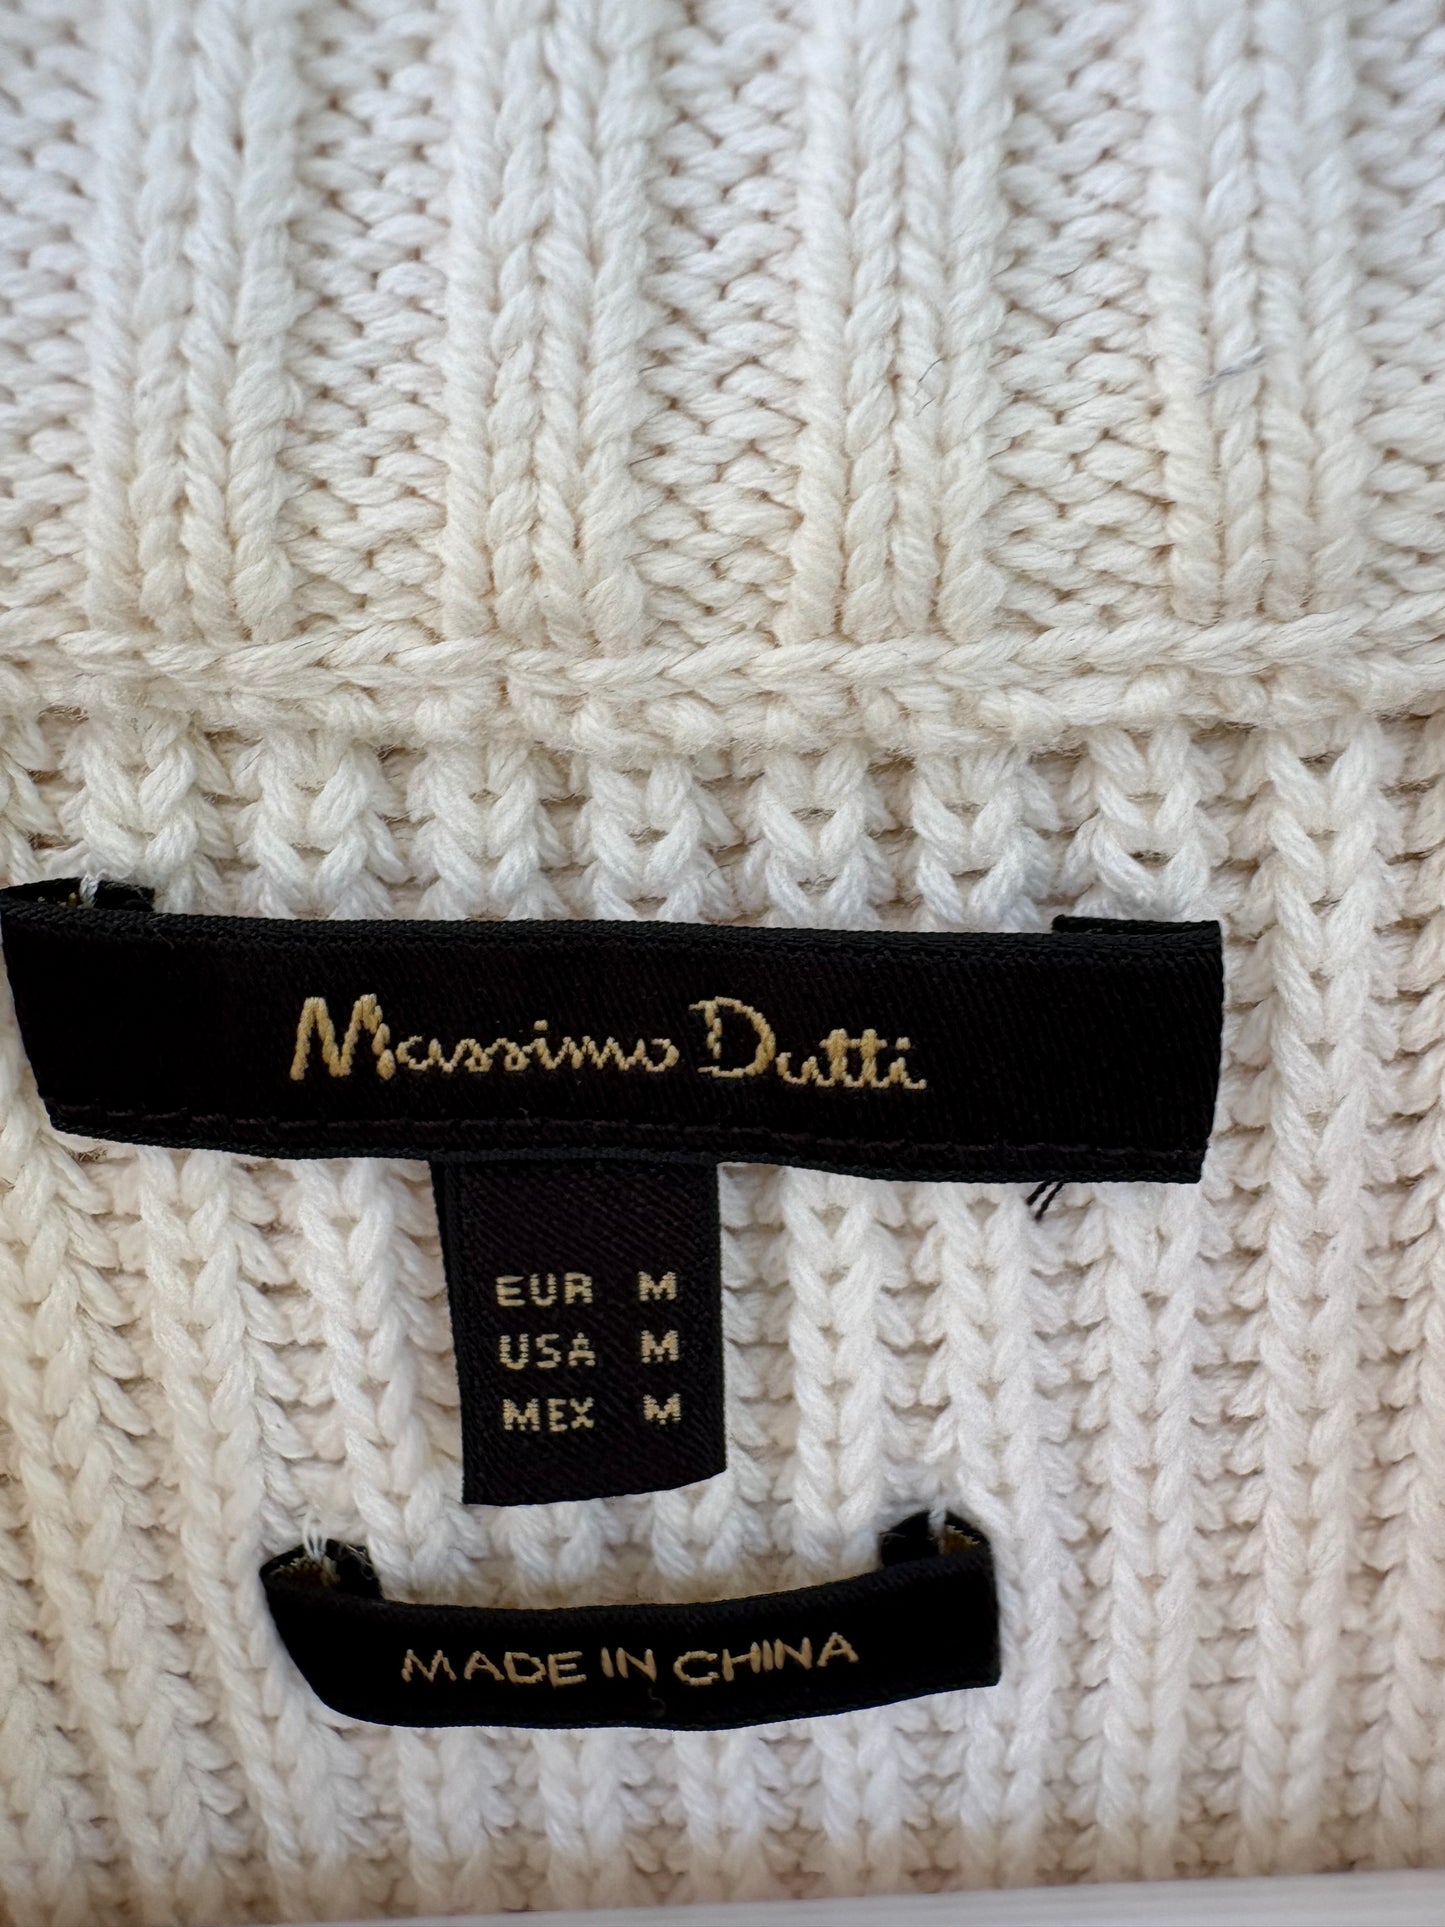 Massimo Dutti
EUR M
USA M
MEX M
MADE IN CHINA